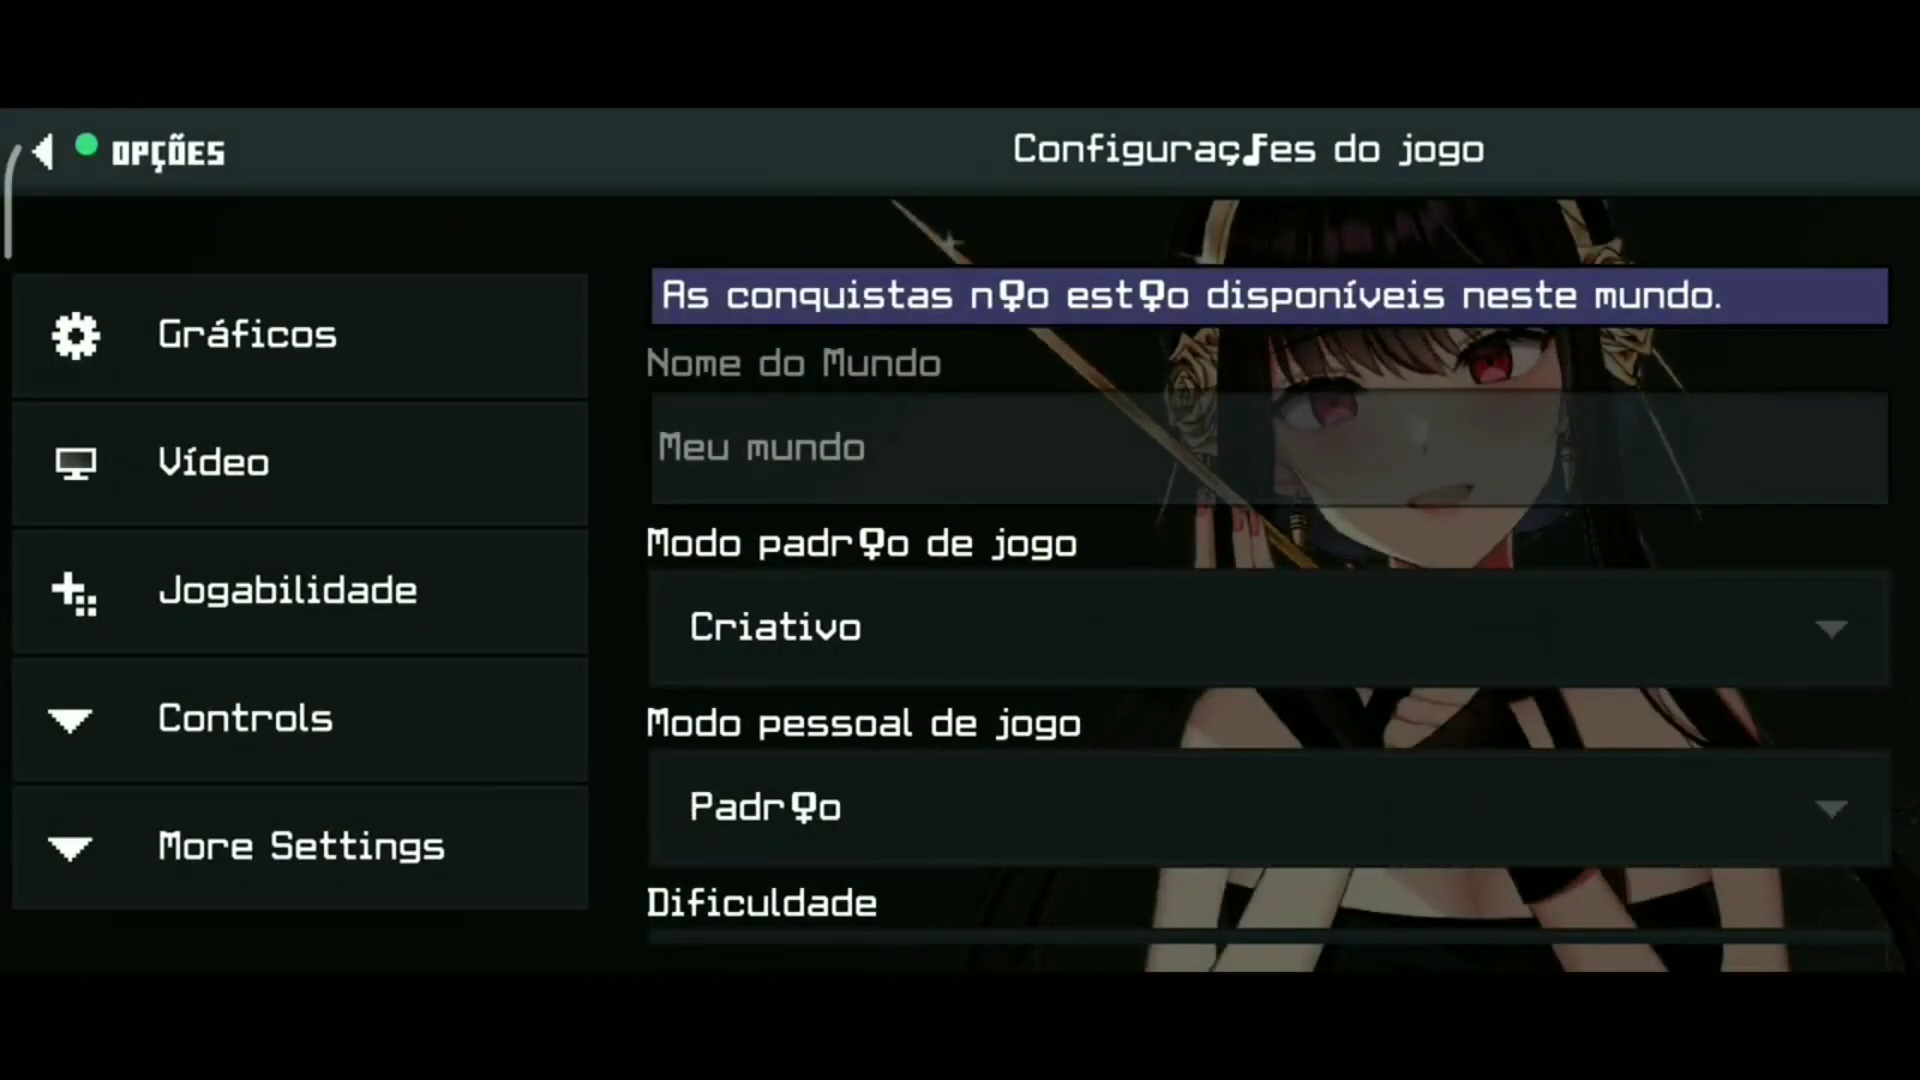 OPÇÕES
Configuraç♪es do jogo
Gráficos
Vídeo
Jogabilidade
Controls
More Settings
As conquistas n♀o est♀o disponíveis neste mundo.
Nome do Mundo
Meu mundo
Modo padr♀o de jogo
Criativo
Modo pessoal de jogo
Padr♀o
Dificuldade